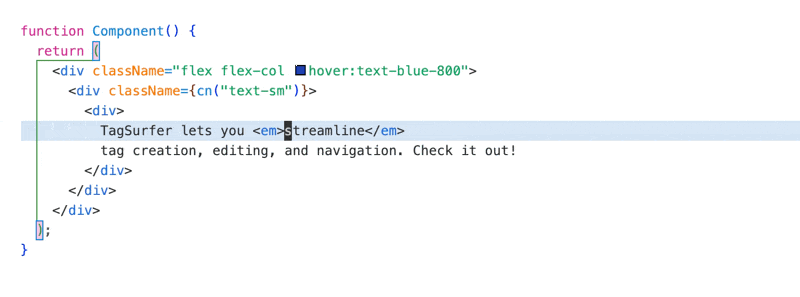 function Component() {
  return (
    <div className="flex flex-col hover:text-blue-800">
      <div className={cn("text-sm")}>
        <div>
          TagSurfer lets you <em>streamline</em>
          tag creation, editing, and navigation. Check it out!
        </div>
      </div>
    </div>
  );
}